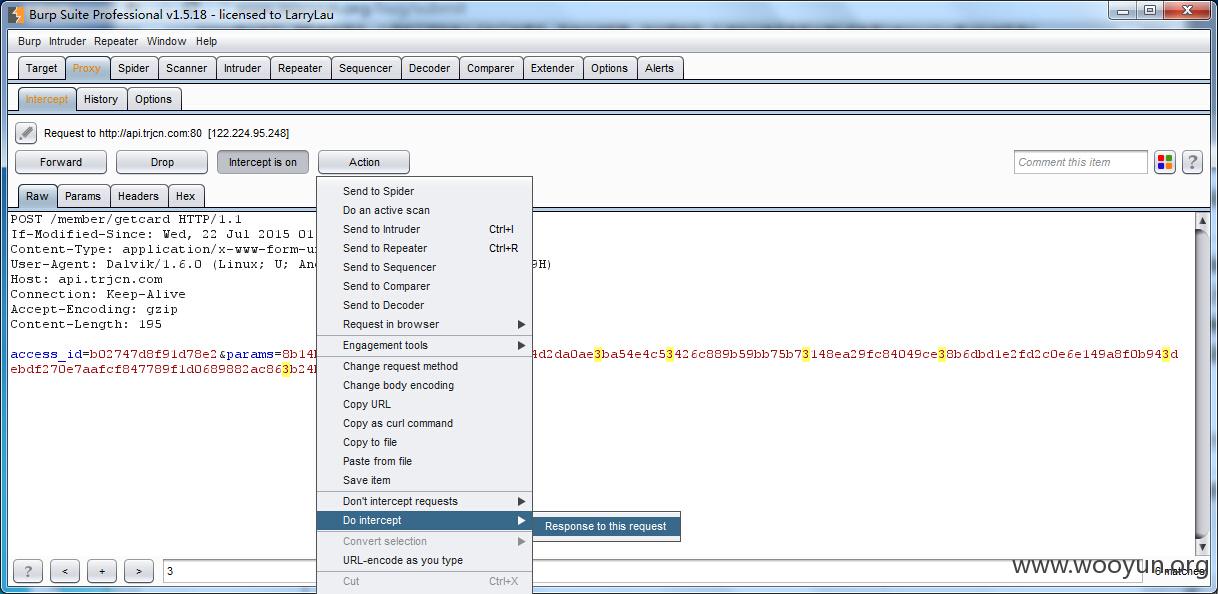 Burp Suite Professional v1.5.18 - licensed to LarryLau
Burp Intruder Repeater Window Help
Target Proxy Spider Scanner Intruder Repeater Sequencer Decoder Comparer Extender Options Alerts
Intercept History Options
Request to http://api.trjcn.com:80 [122.224.95.248]
Forward Drop Intercept is on Action
Comment this item
?
Raw Params Headers Hex
POST /member/getcard HTTP/1.1
If-Modified-Since: Wed, 22 Jul 2015 01
Content-Type: application/x-www-form-u
User-Agent: Dalvik/1.6.0 (Linux; U; An 9H)
Host: api.trjcn.com
Connection: Keep-Alive
Accept-Encoding: gzip
Content-Length: 195
access_id=b02747d8f91d78e2&params=8b14 4d2da0ae3ba54e4c53426c889b59bb75b73148ea29fc84049ce38b6dbd1e2fd2c0e6e149a8f0b943d
ebdf270e7aafcf847789f1d0689882ac863b24
Send to Spider
Do an active scan
Send to Intruder Ctrl+I
Send to Repeater Ctrl+R
Send to Sequencer
Send to Comparer
Send to Decoder
Request in browser
Engagement tools
Change request method
Change body encoding
Copy URL
Copy as curl command
Copy to file
Paste from file
Save item
Don't intercept requests
Do intercept
Response to this request
Convert selection
URL-encode as you type
Cut Ctrl+X
? < + > 3
6 matches
www.wooyun.org